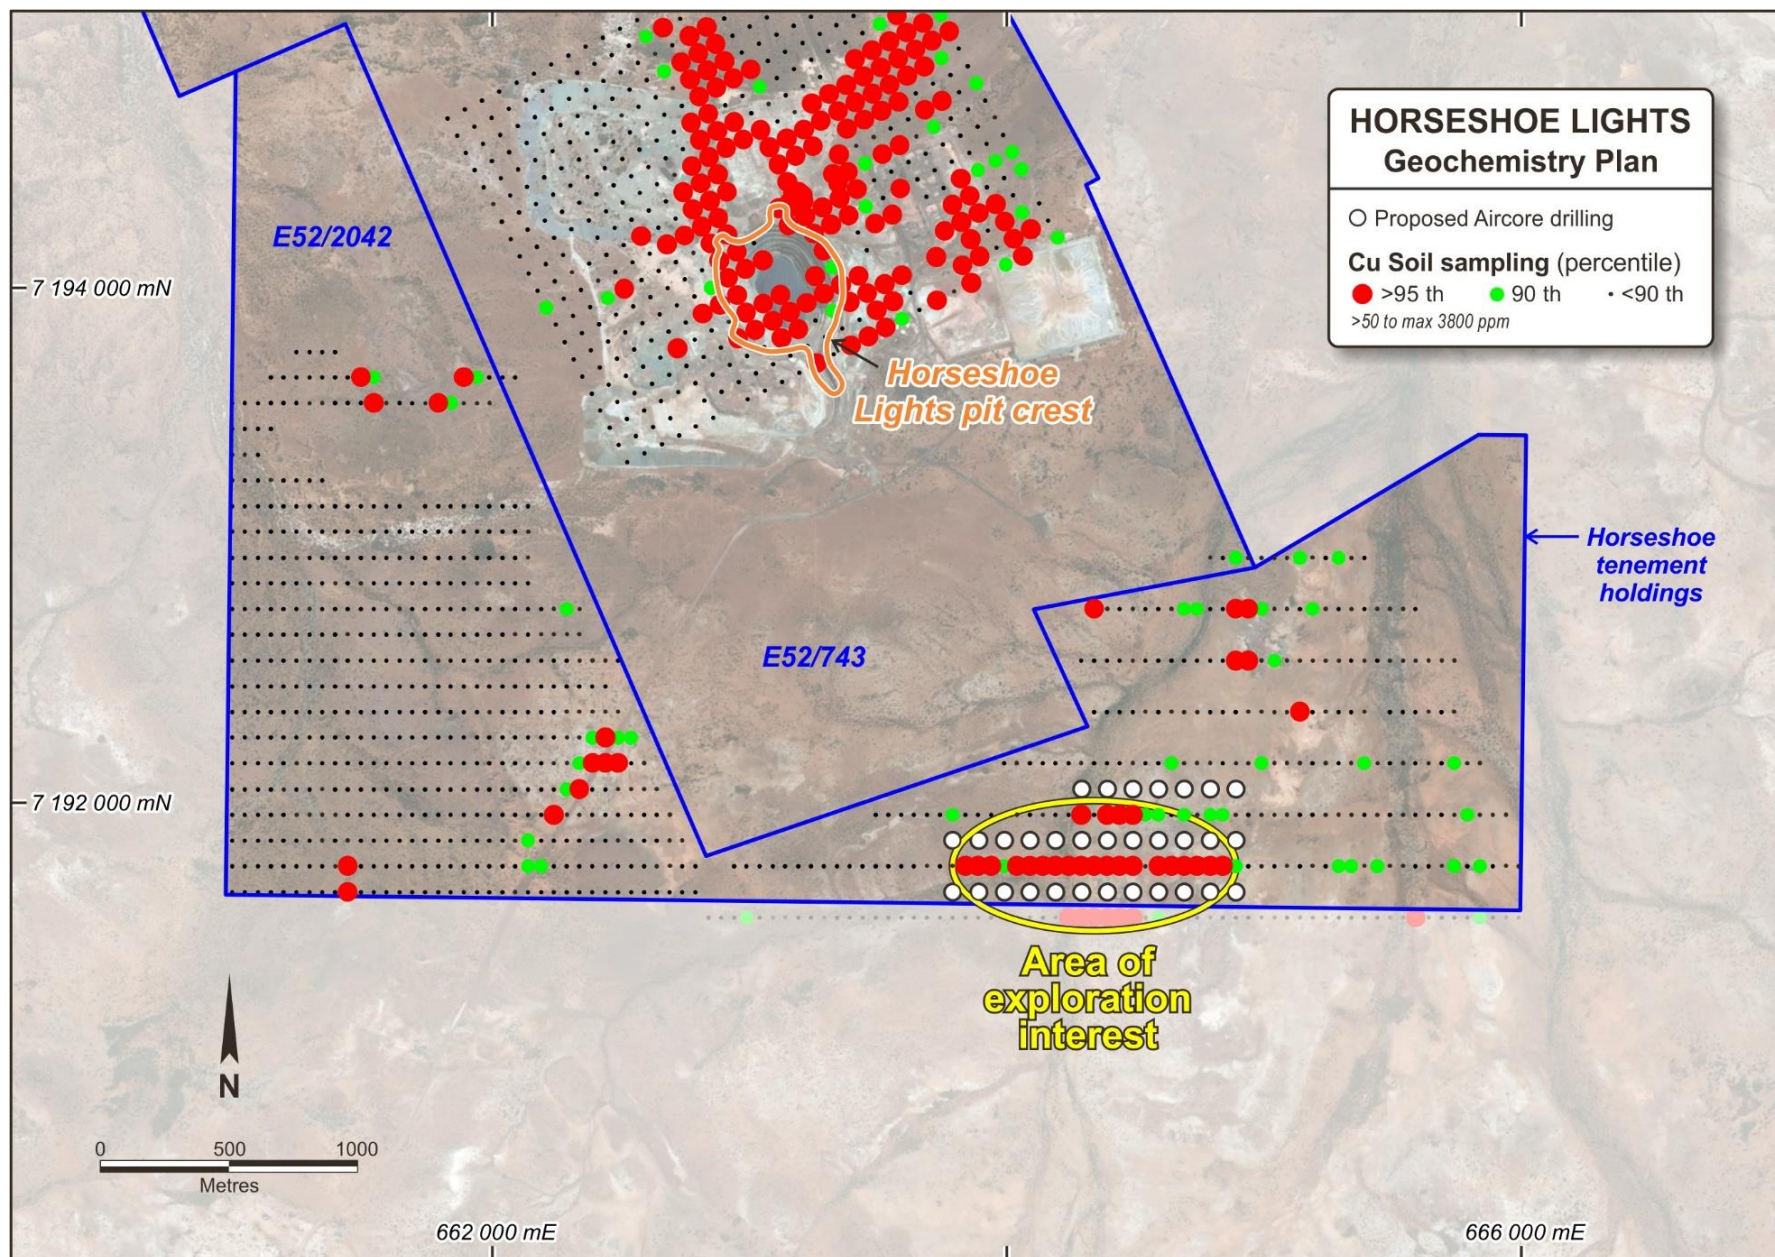 HORSESHOE LIGHTS
Geochemistry Plan
Proposed Aircore drilling
Cu Soil sampling (percentile)
>95 th 90 th <90 th
>50 to max 3800 ppm
E52/2042
7 194 000 mN
Horseshoe
Lights pit crest
Horseshoe
tenement
holdings
E52/743
7 192 000 mN
Area of
exploration
interest
N
0 500 1000
Metres
662 000 mE
666 000 mE